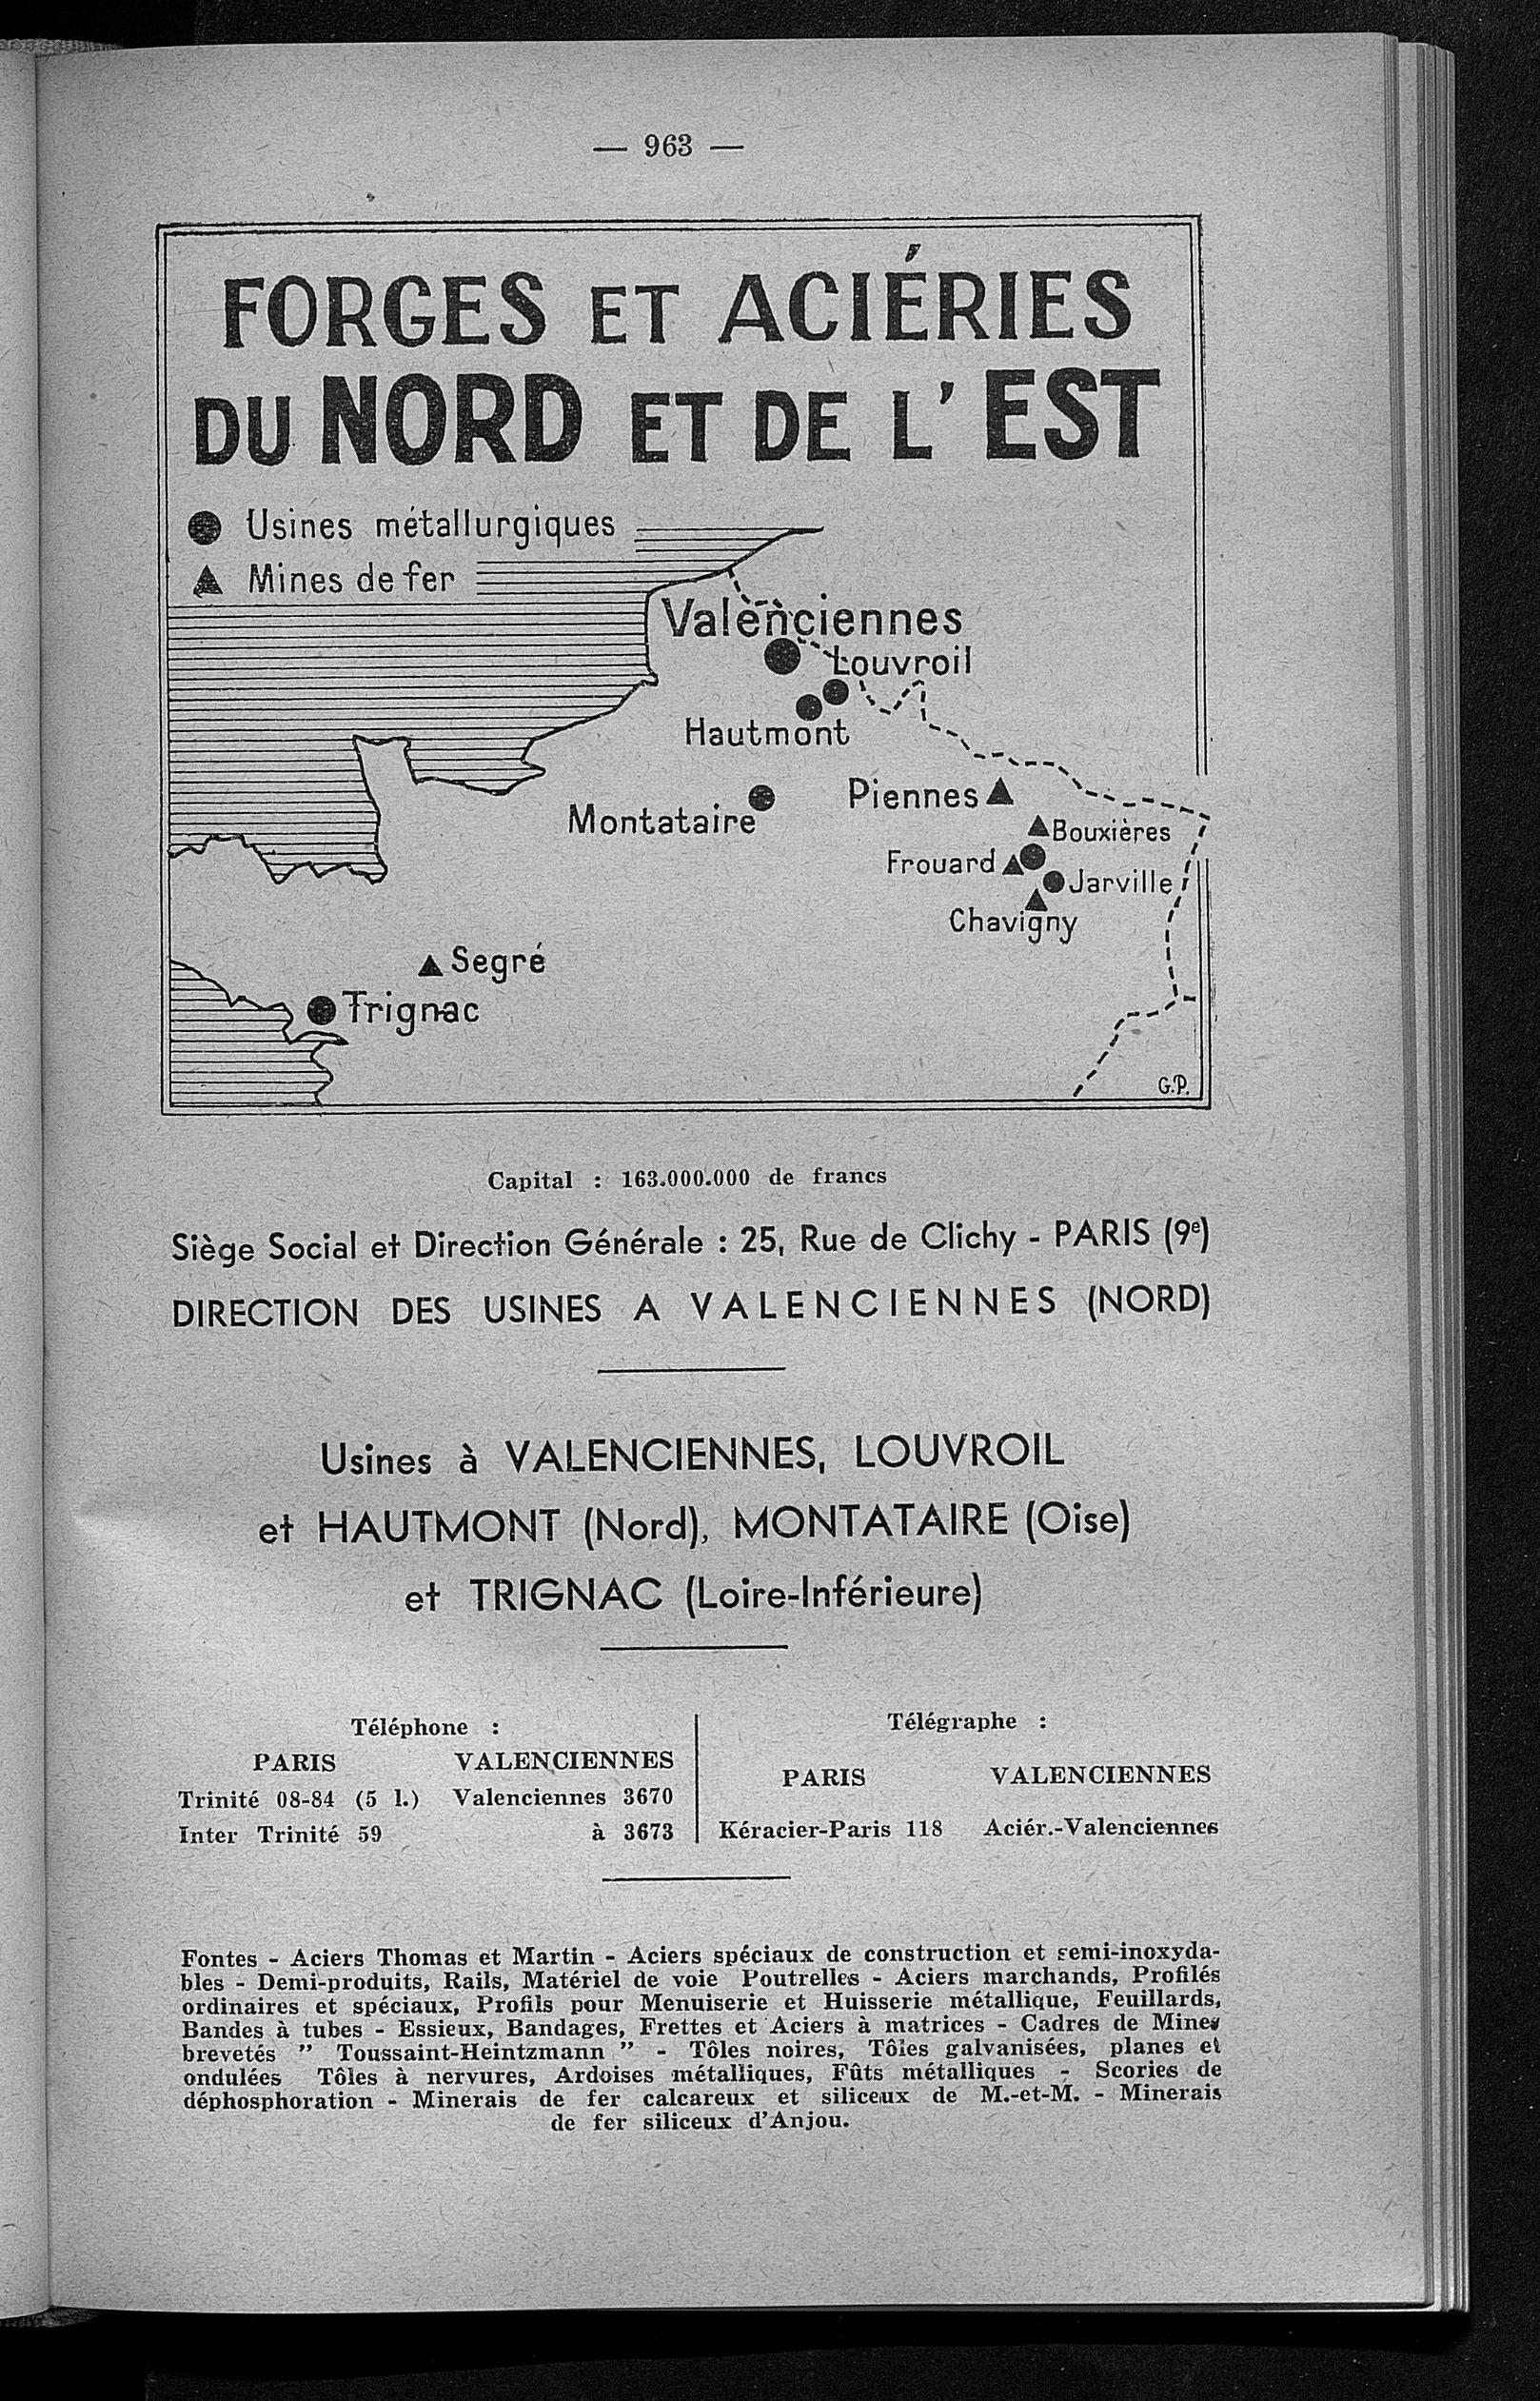 — 963 —
FORGES ET ACIÉRIES
DU NORD ET DE L'EST
Usines métallurgiques
Mines de fer
Valenciennes
Louvroil
Hautmont
Piennes
Montataire
Bouxières
Frouard
Jarville
Chavigny
Segré
Trignac
G.P.
Capital : 163.000.000 de francs
Siège Social et Direction Générale : 25, Rue de Clichy - PARIS (9e)
DIRECTION DES USINES A VALENCIENNES (NORD)
Usines à VALENCIENNES, LOUVROIL
et HAUTMONT (Nord), MONTATAIRE (Oise)
et TRIGNAC (Loire-Inférieure)
Téléphone :
PARIS VALENCIENNES
Trinité 08-84 (5 l.) Valenciennes 3670
Inter Trinité 59 à 3673
Télégraphe :
PARIS VALENCIENNES
Kéracier-Paris 118 Aciér.-Valenciennes
Fontes - Aciers Thomas et Martin - Aciers spéciaux de construction et semi-inoxyda-
bles - Demi-produits, Rails, Matériel de voie Poutrelles - Aciers marchands, Profilés
ordinaires et spéciaux, Profils pour Menuiserie et Huisserie métallique, Feuillards,
Bandes à tubes - Essieux, Bandages, Frettes et Aciers à matrices - Cadres de Mines
brevetés " Toussaint-Heintzmann " - Tôles noires, Tôles galvanisées, planes et
ondulées Tôles à nervures, Ardoises métalliques, Fûts métalliques - Scories de
déphosphoration - Minerais de fer calcareux et siliceux de M.-et-M. - Minerais
de fer siliceux d'Anjou.